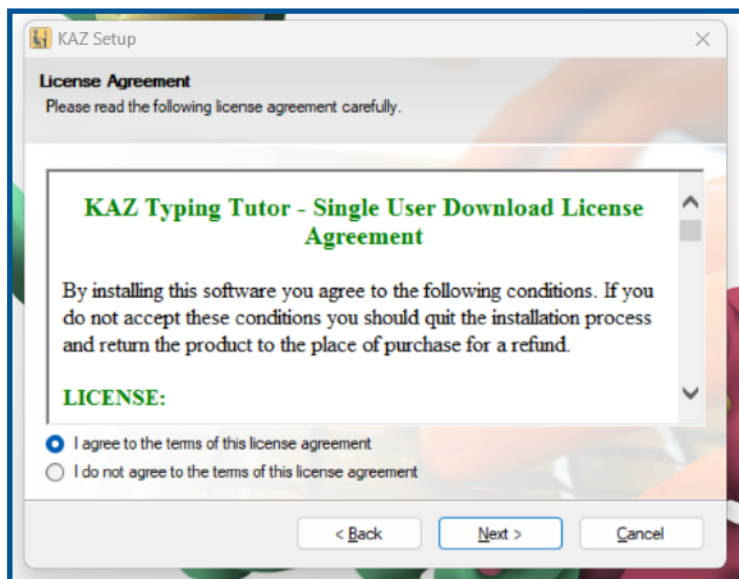 KAZ Setup
License Agreement
Please read the following license agreement carefully.
KAZ Typing Tutor - Single User Download License
Agreement
By installing this software you agree to the following conditions. If you
do not accept these conditions you should quit the installation process
and return the product to the place of purchase for a refund.
LICENSE:
I agree to the terms of this license agreement
I do not agree to the terms of this license agreement
< Back Next > Cancel